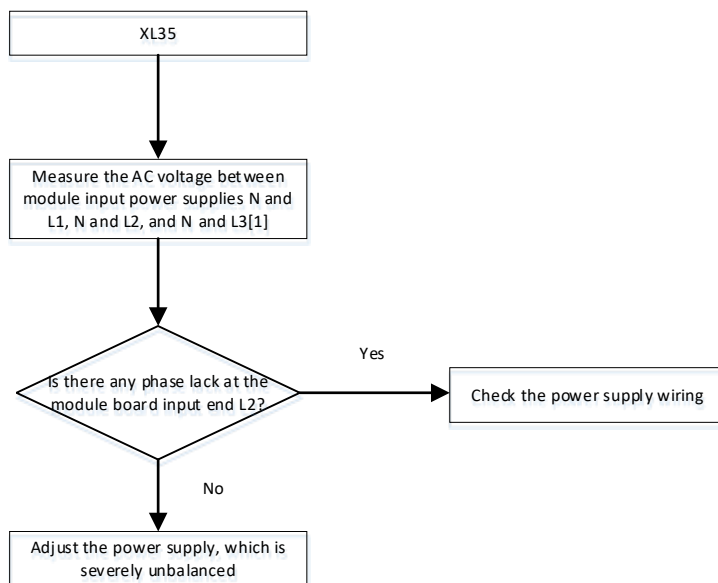 XL35
Measure the AC voltage between
module input power supplies N and
L1, N and L2, and N and L3[1]
Is there any phase lack at the
module board input end L2?
Yes
Check the power supply wiring
No
Adjust the power supply, which is
severely unbalanced